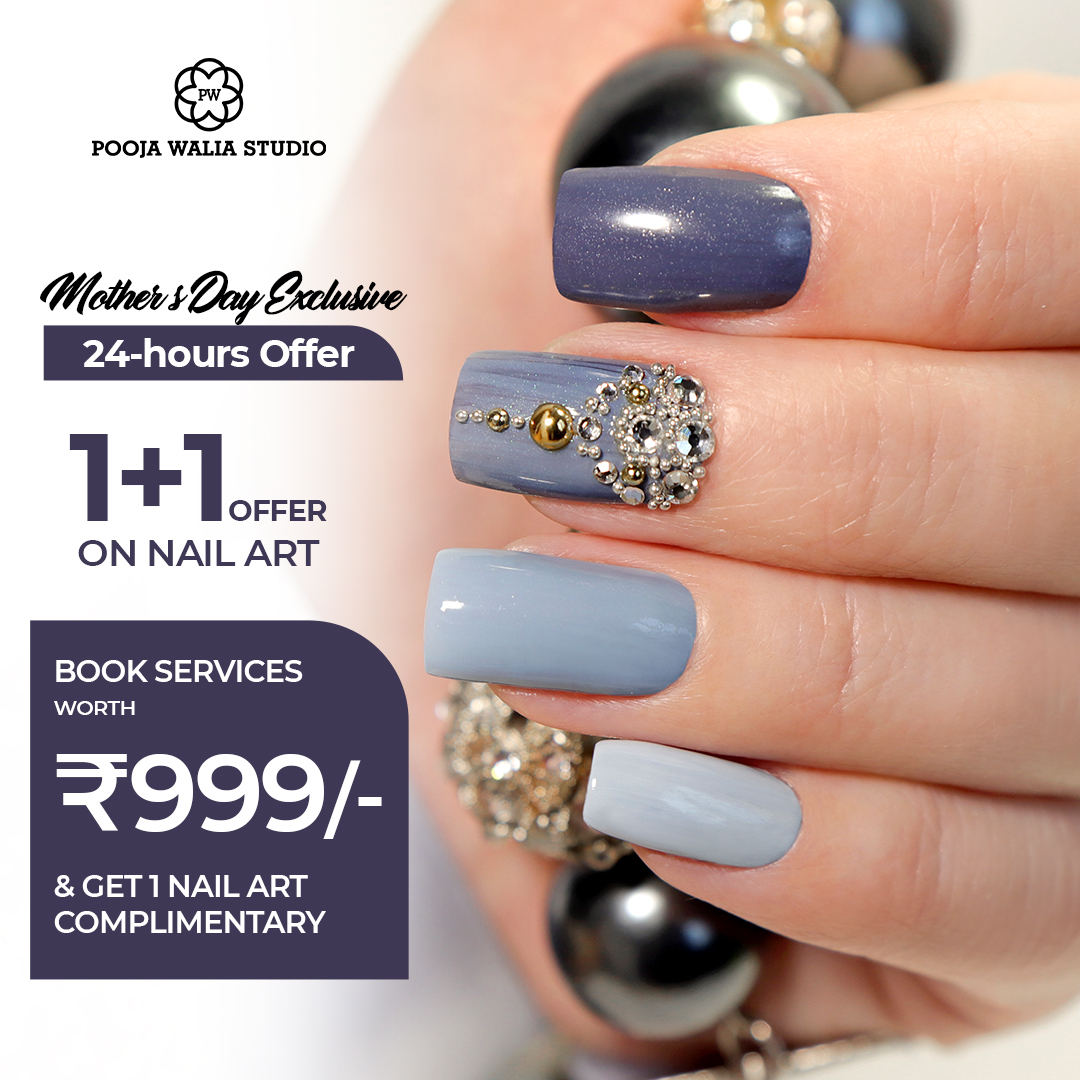 PW
POOJA WALIA STUDIO
Mother's Day Exclusive
24-hours Offer
1+1 OFFER
ON NAIL ART
BOOK SERVICES
WORTH
₹999/-
& GET 1 NAIL ART
COMPLIMENTARY